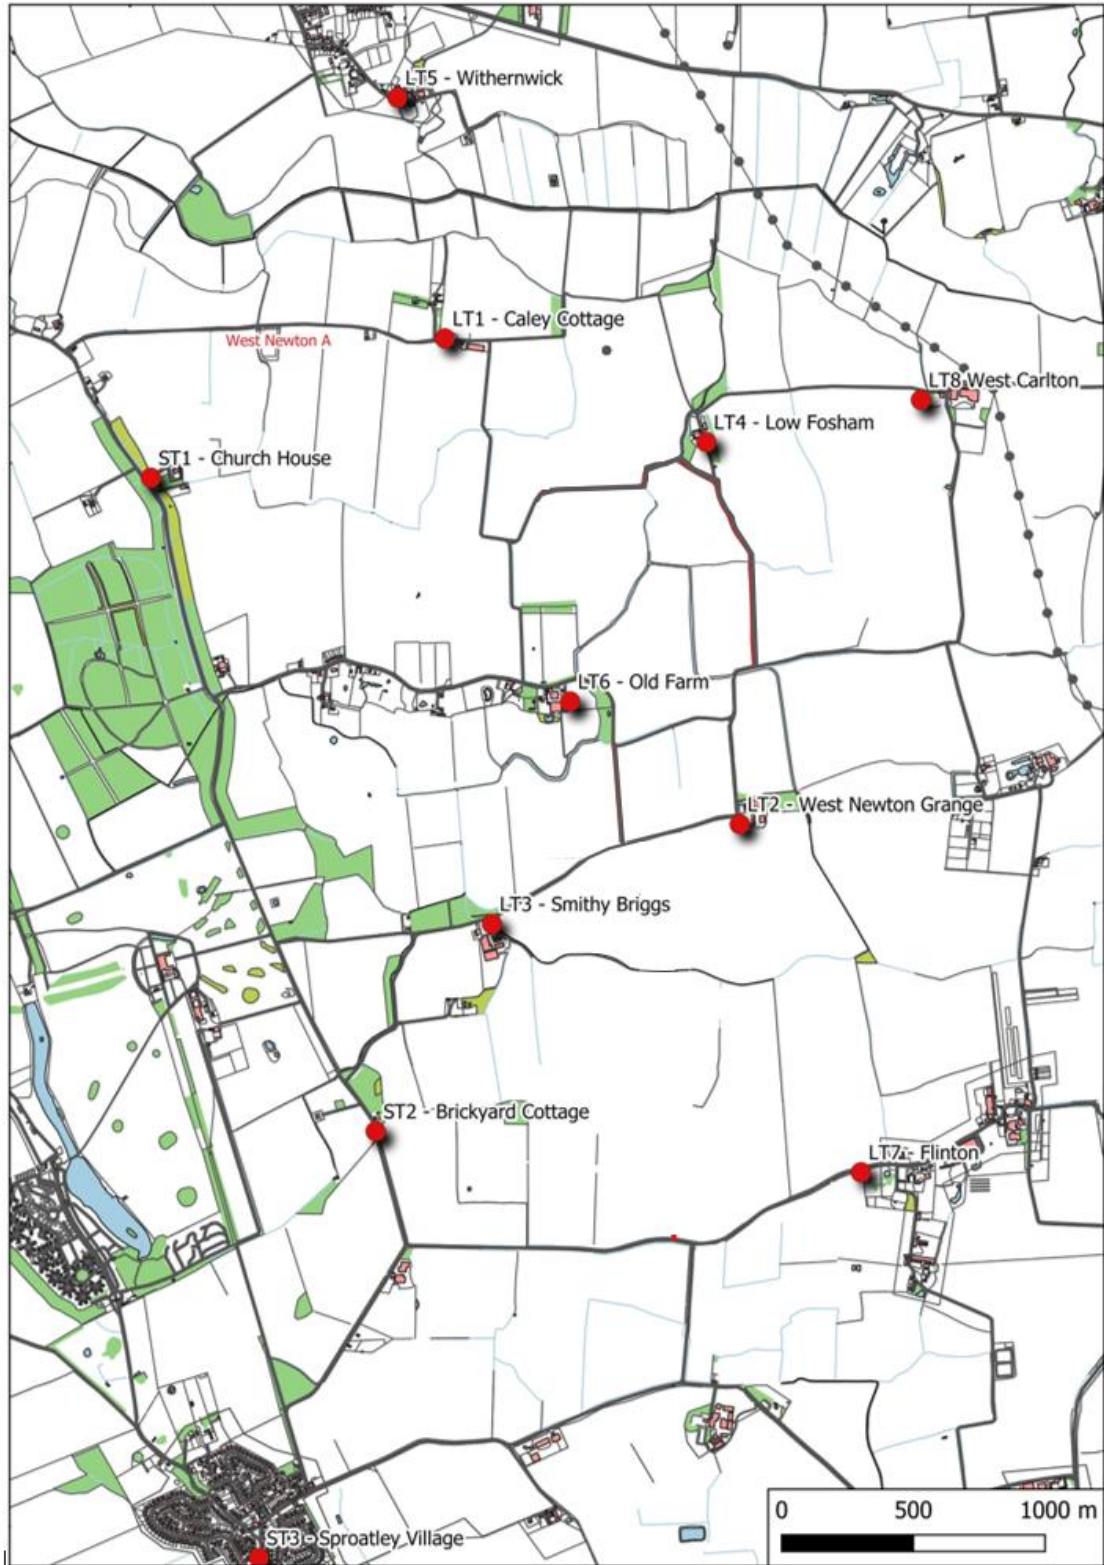 LT5 - Withernwick
LT1 - Caley Cottage
West Newton A
LT8 West Carlton
LT4 - Low Fosham
ST1 - Church House
LT6 - Old Farm
LT2 - West Newton Grange
LT3 - Smithy Briggs
ST2 - Brickyard Cottage
LT7 - Flinton
ST3 - Sproatley Village
0 500 1000 m